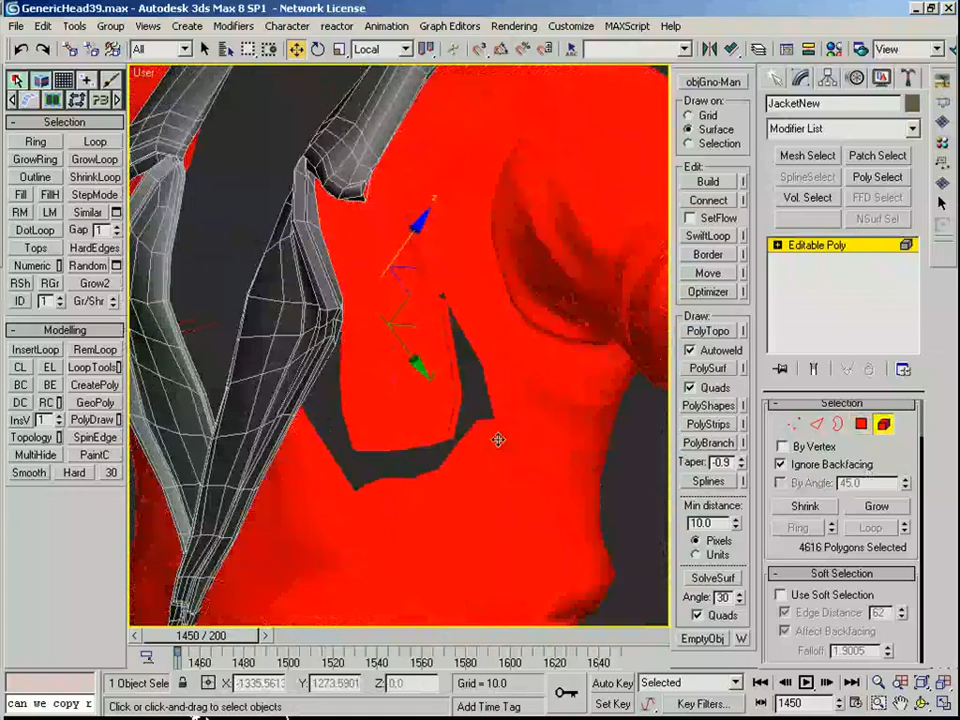 GenericHead39.max - Autodesk 3ds Max 8 SP1 - Network License
File Edit Tools Group Views Create Modifiers Character reactor Animation Graph Editors Rendering Customize MAXScript Help
All Local View
User
Selection
Ring Loop
GrowRing GrowLoop
Outline ShrinkLoop
Fill FillH StepMode
RM LM Similar
DotLoop Gap 1
Tops HardEdges
Numeric Random
RSh RGr Grow2
ID 1 Gr/Shr
Modelling
InsertLoop RemLoop
CL EL LoopTools
BC BE CreatePoly
DC RC GeoPoly
InsV 1 PolyDraw
Topology SpinEdge
MultiHide PaintC
Smooth Hard 30
objGno-Man
Draw on:
Grid
Surface
Selection
Edit:
Build
Connect
SetFlow
SwiftLoop
Border
Move
Optimizer
Draw:
PolyTopo
Autoweld
PolySurf
Quads
PolyShapes
PolyStrips
PolyBranch
Taper: -0.9
Splines
Min distance:
10.0
Pixels
Units
SolveSurf
Angle: 30
Quads
EmptyObj W
JacketNew
Modifier List
Mesh Select Patch Select
SplineSelect Poly Select
Vol. Select FFD Select
NSurf Sel
Editable Poly
Selection
By Vertex
Ignore Backfacing
By Angle: 45.0
Shrink Grow
Ring Loop
4616 Polygons Selected
Soft Selection
Use Soft Selection
Edge Distance: 62
Affect Backfacing
Falloff: 1.9005
z
1450 / 200
1460 1480 1500 1520 1540 1560 1580 1600 1620 1640
1 Object Sele X: -1335.5613 Y: 1273.5901 Z: 0.0 Grid = 10.0 Auto Key Selected
can we copy r Click or click-and-drag to select objects Add Time Tag Set Key Key Filters... 1450